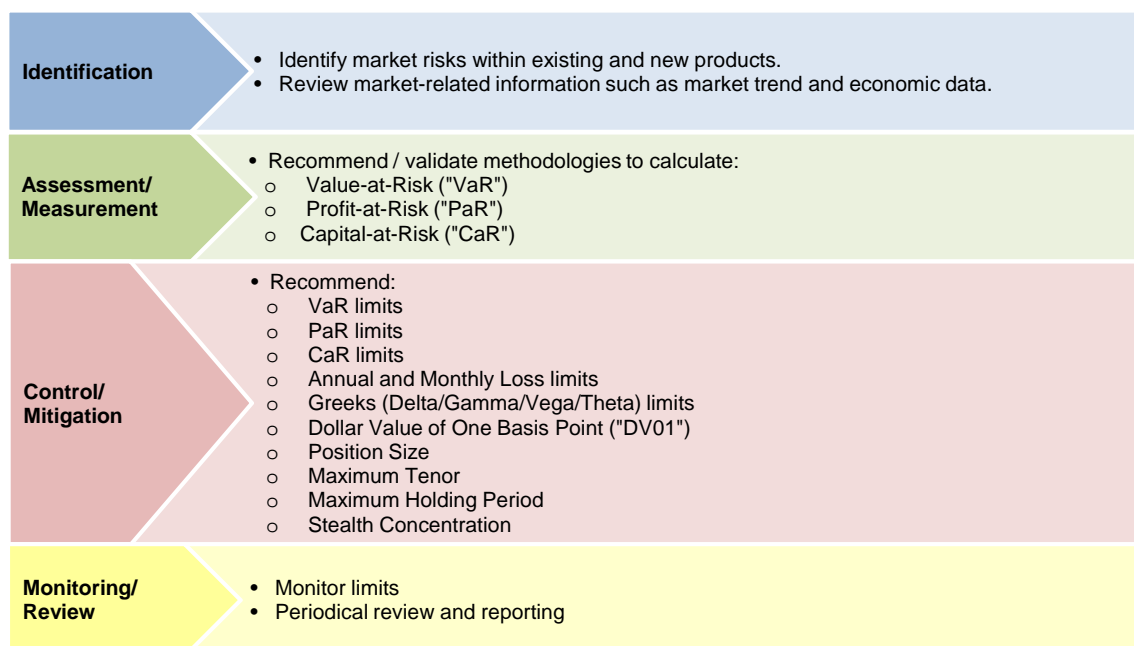 Identification
• Identify market risks within existing and new products.
• Review market-related information such as market trend and economic data.
Assessment/
Measurement
• Recommend / validate methodologies to calculate:
o Value-at-Risk ("VaR")
o Profit-at-Risk ("PaR")
o Capital-at-Risk ("CaR")
Control/
Mitigation
• Recommend:
o VaR limits
o PaR limits
o CaR limits
o Annual and Monthly Loss limits
o Greeks (Delta/Gamma/Vega/Theta) limits
o Dollar Value of One Basis Point ("DV01")
o Position Size
o Maximum Tenor
o Maximum Holding Period
o Stealth Concentration
Monitoring/
Review
• Monitor limits
• Periodical review and reporting